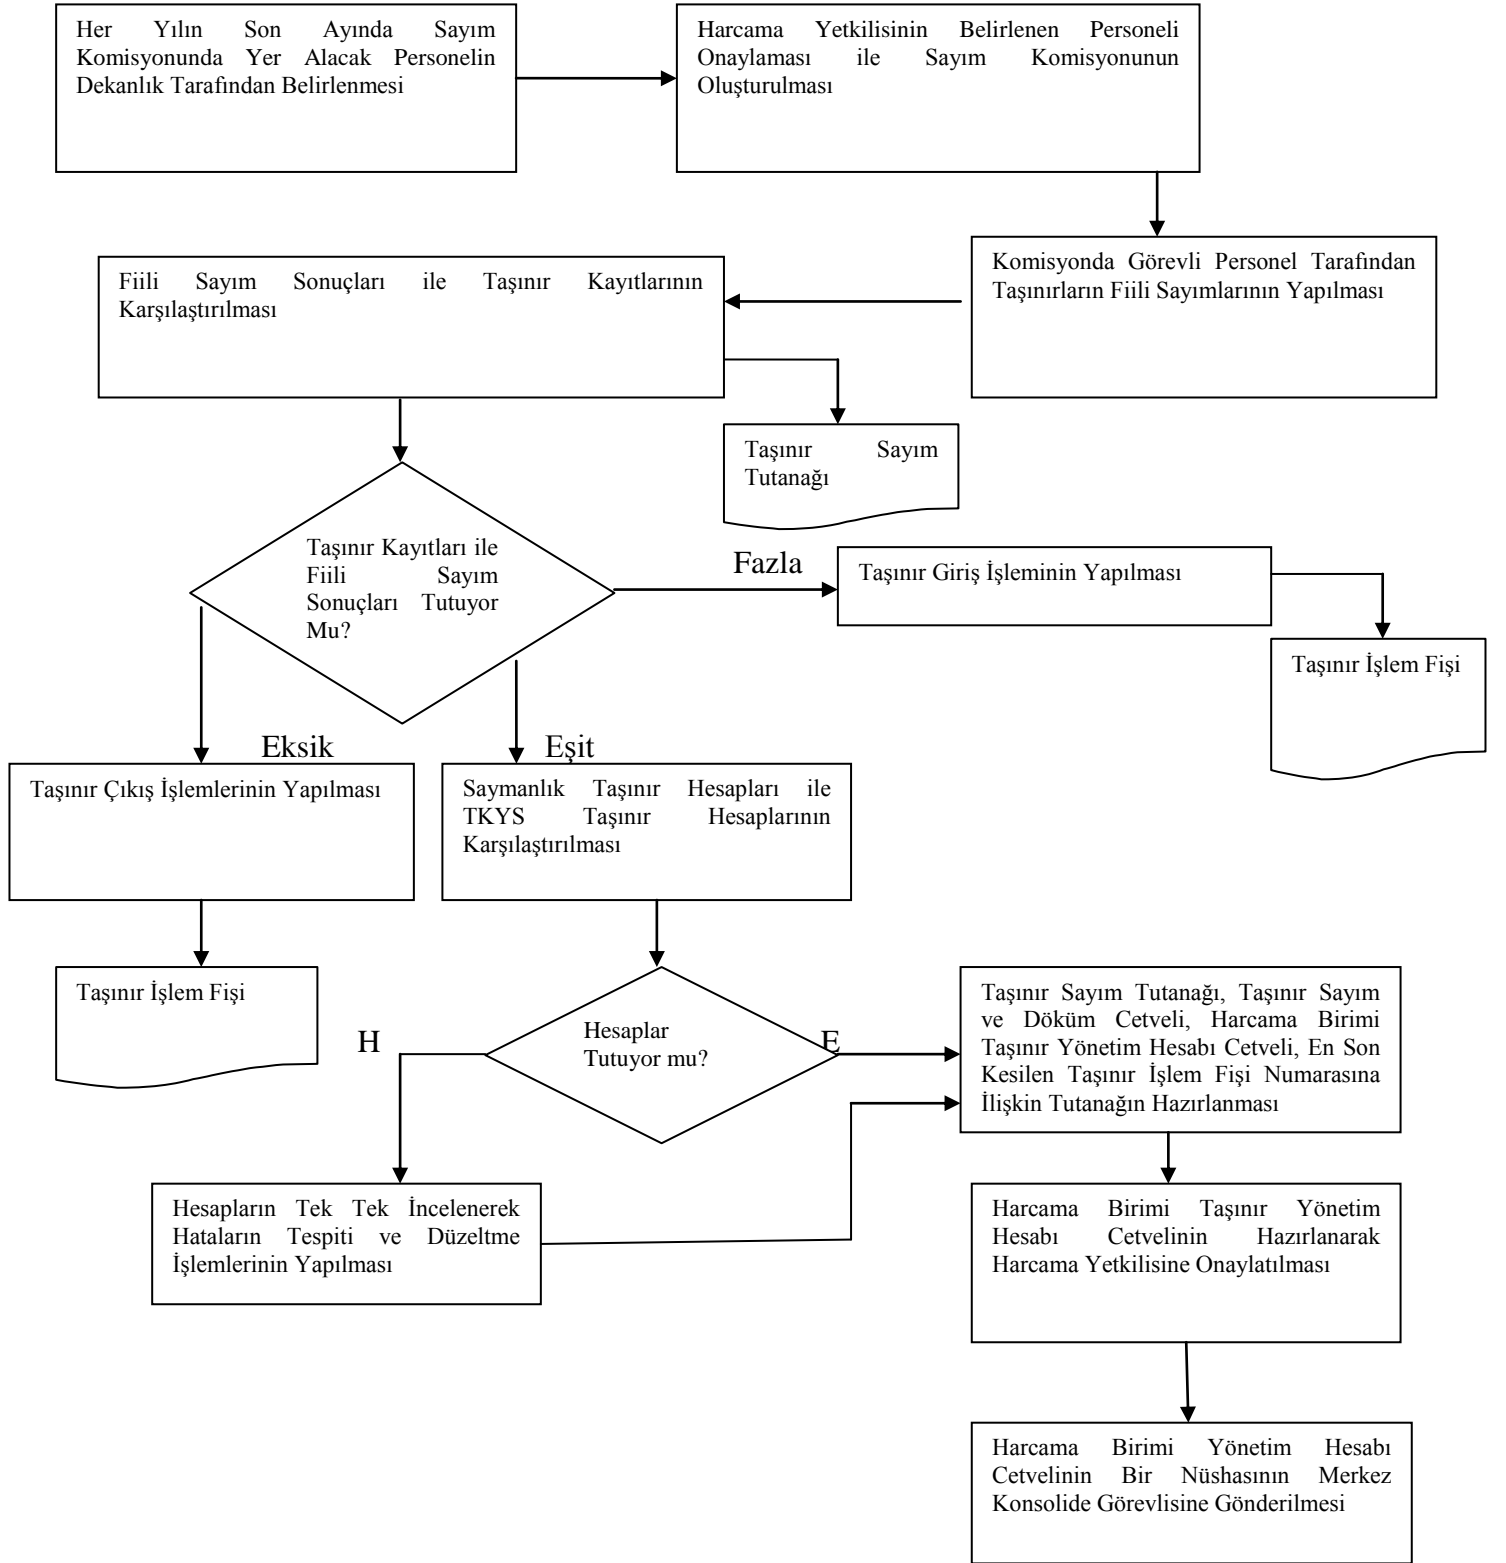 Her Yılın Son Ayında Sayım
Komisyonunda Yer Alacak Personelin
Dekanlık Tarafından Belirlenmesi
Harcama Yetkilisinin Belirlenen Personeli
Onaylaması ile Sayım Komisyonunun
Oluşturulması
Komisyonda Görevli Personel Tarafından
Taşınırların Fiili Sayımlarının Yapılması
Fiili Sayım Sonuçları ile Taşınır Kayıtlarının
Karşılaştırılması
Taşınır Sayım
Tutanağı
Taşınır Kayıtları ile
Fiili Sayım
Sonuçları Tutuyor
Mu?
Fazla
Taşınır Giriş İşleminin Yapılması
Taşınır İşlem Fişi
Eksik
Eşit
Taşınır Çıkış İşlemlerinin Yapılması
Saymanlık Taşınır Hesapları ile
TKYS Taşınır Hesaplarının
Karşılaştırılması
Taşınır İşlem Fişi
Hesaplar
Tutuyor mu?
H
E
Taşınır Sayım Tutanağı, Taşınır Sayım
ve Döküm Cetveli, Harcama Birimi
Taşınır Yönetim Hesabı Cetveli, En Son
Kesilen Taşınır İşlem Fişi Numarasına
İlişkin Tutanağın Hazırlanması
Hesapların Tek Tek İncelenerek
Hataların Tespiti ve Düzeltme
İşlemlerinin Yapılması
Harcama Birimi Taşınır Yönetim
Hesabı Cetvelinin Hazırlanarak
Harcama Yetkilisine Onaylatılması
Harcama Birimi Yönetim Hesabı
Cetvelinin Bir Nüshasının Merkez
Konsolide Görevlisine Gönderilmesi